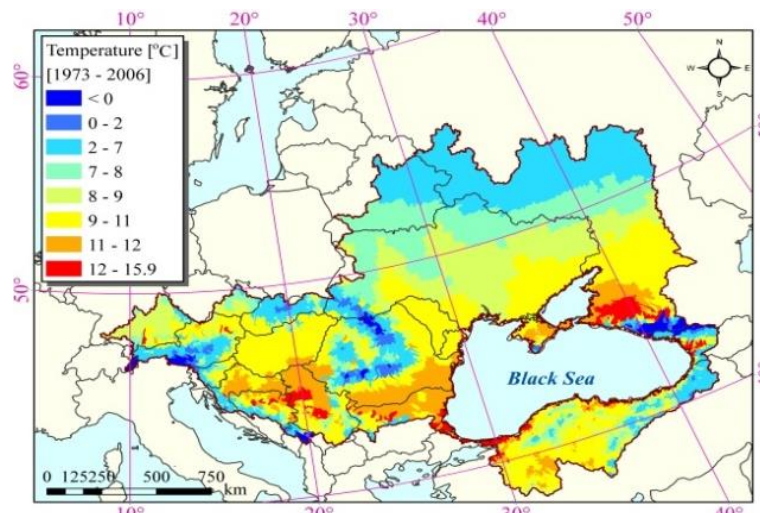 10° 20° 30° 40° 50°
Temperature [°C]
[1973 - 2006]
< 0
0 - 2
2 - 7
7 - 8
8 - 9
9 - 11
11 - 12
12 - 15.9
N
W E
S
60°
50°
Black Sea
0 125250 500 750
km
10° 20° 30° 40°